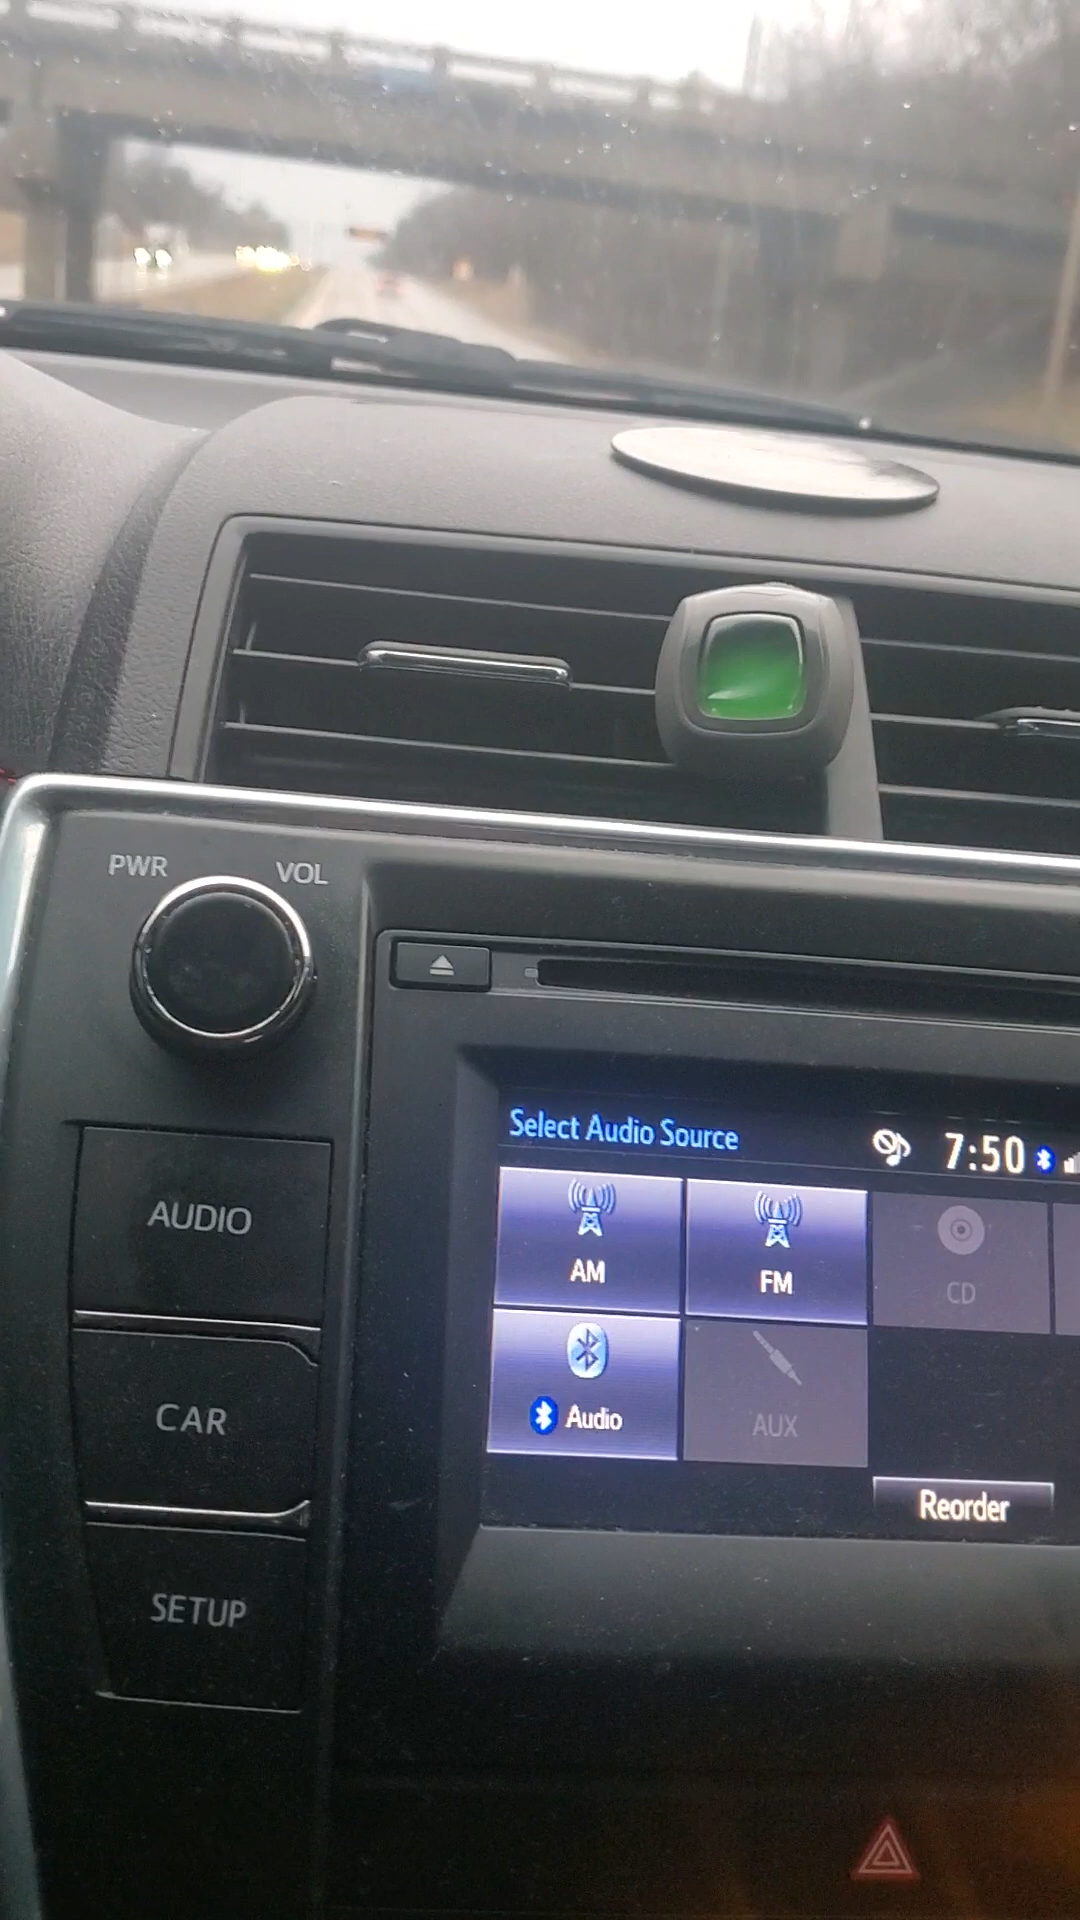 PWR VOL
AUDIO
CAR
SETUP
Select Audio Source 7:50
AM FM CD
Audio AUX
Reorder